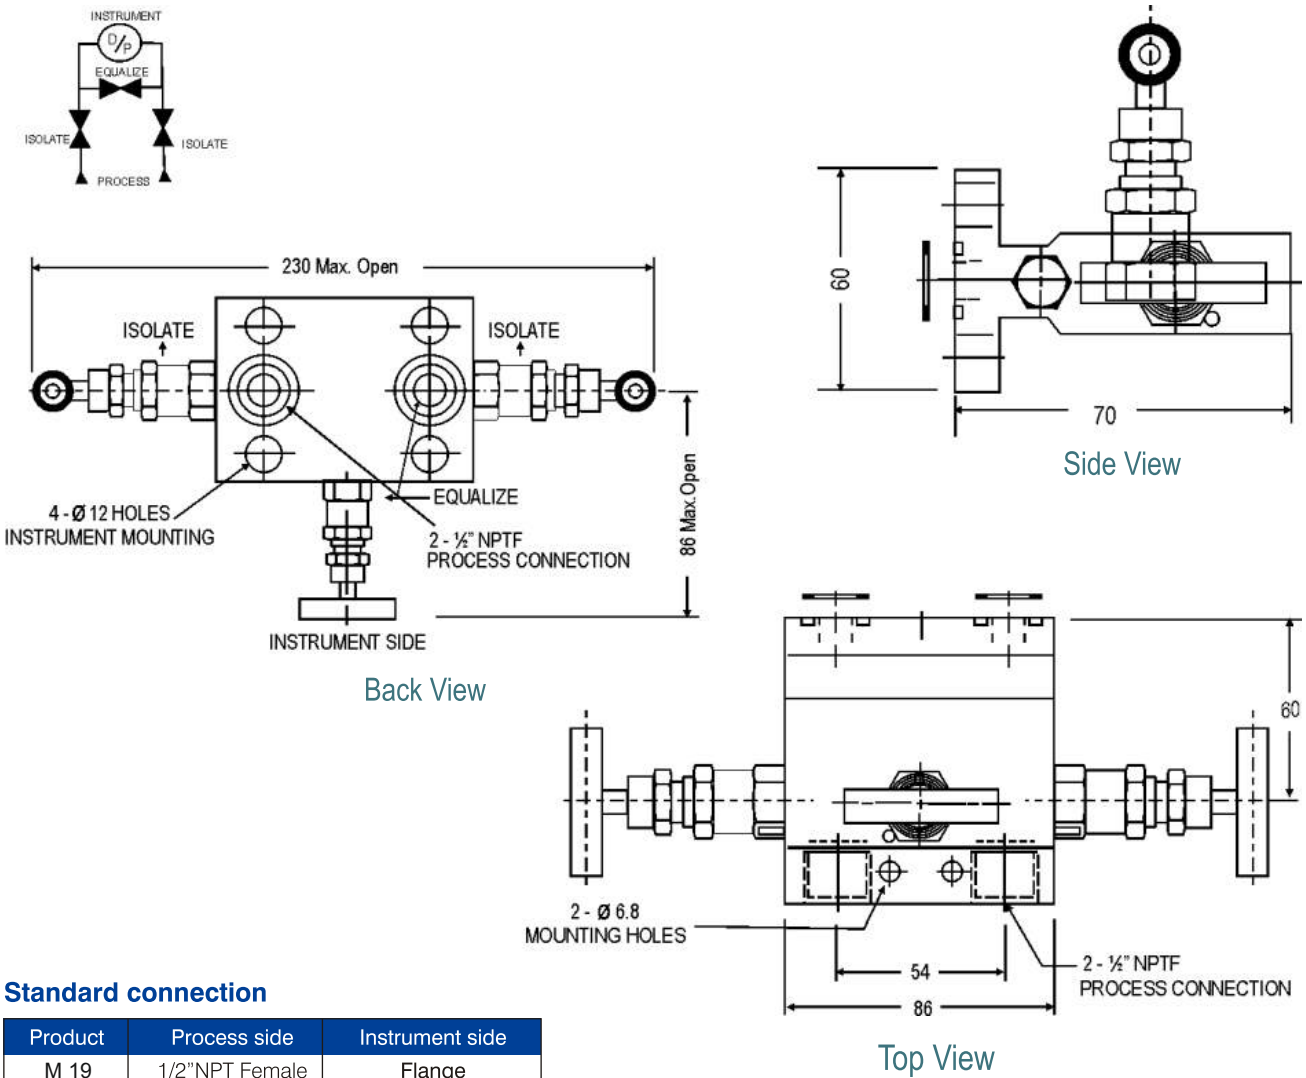 INSTRUMENT
D/P
EQUALIZE
ISOLATE
ISOLATE
PROCESS
230 Max. Open
ISOLATE
ISOLATE
86 Max.Open
4 - Ø 12 HOLES
INSTRUMENT MOUNTING
EQUALIZE
2 - ½" NPTF
PROCESS CONNECTION
INSTRUMENT SIDE
Back View
60
70
Side View
60
2 - Ø 6.8
MOUNTING HOLES
54
86
2 - ½" NPTF
PROCESS CONNECTION
Top View
Standard connection
Product Process side Instrument side
M 19 1/2”NPT Female Flange